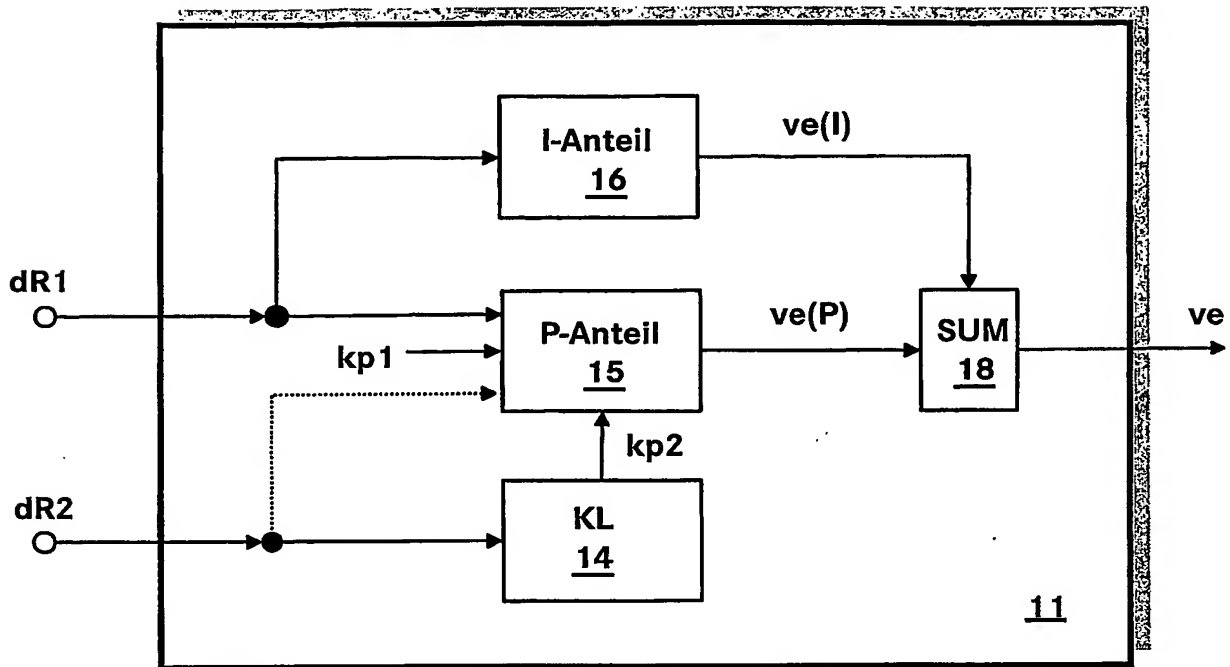 I-Anteil
16
ve(I)
dR1
P-Anteil
15
kp1
ve(P)
SUM
18
ve
kp2
dR2
KL
14
11